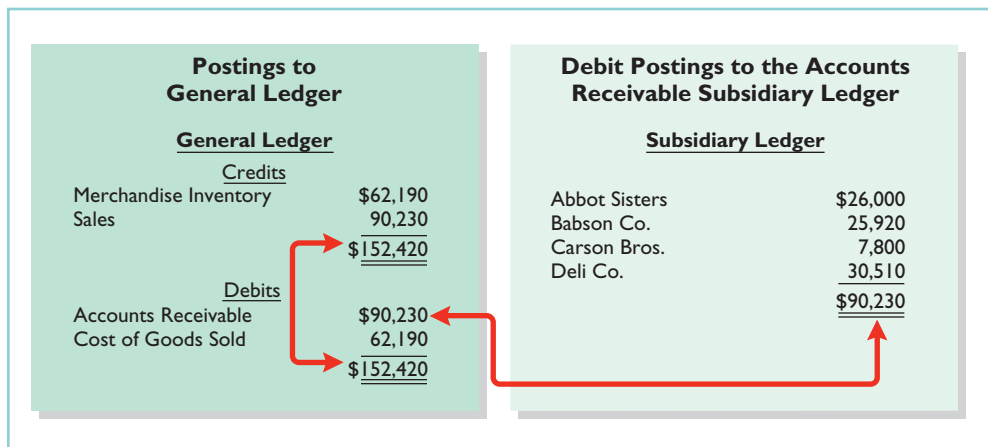 Postings to
General Ledger
General Ledger
Credits
Merchandise Inventory $62,190
Sales 90,230
$152,420
Debits
Accounts Receivable $90,230
Cost of Goods Sold 62,190
$152,420
Debit Postings to the Accounts
Receivable Subsidiary Ledger
Subsidiary Ledger
Abbot Sisters $26,000
Babson Co. 25,920
Carson Bros. 7,800
Deli Co. 30,510
$90,230